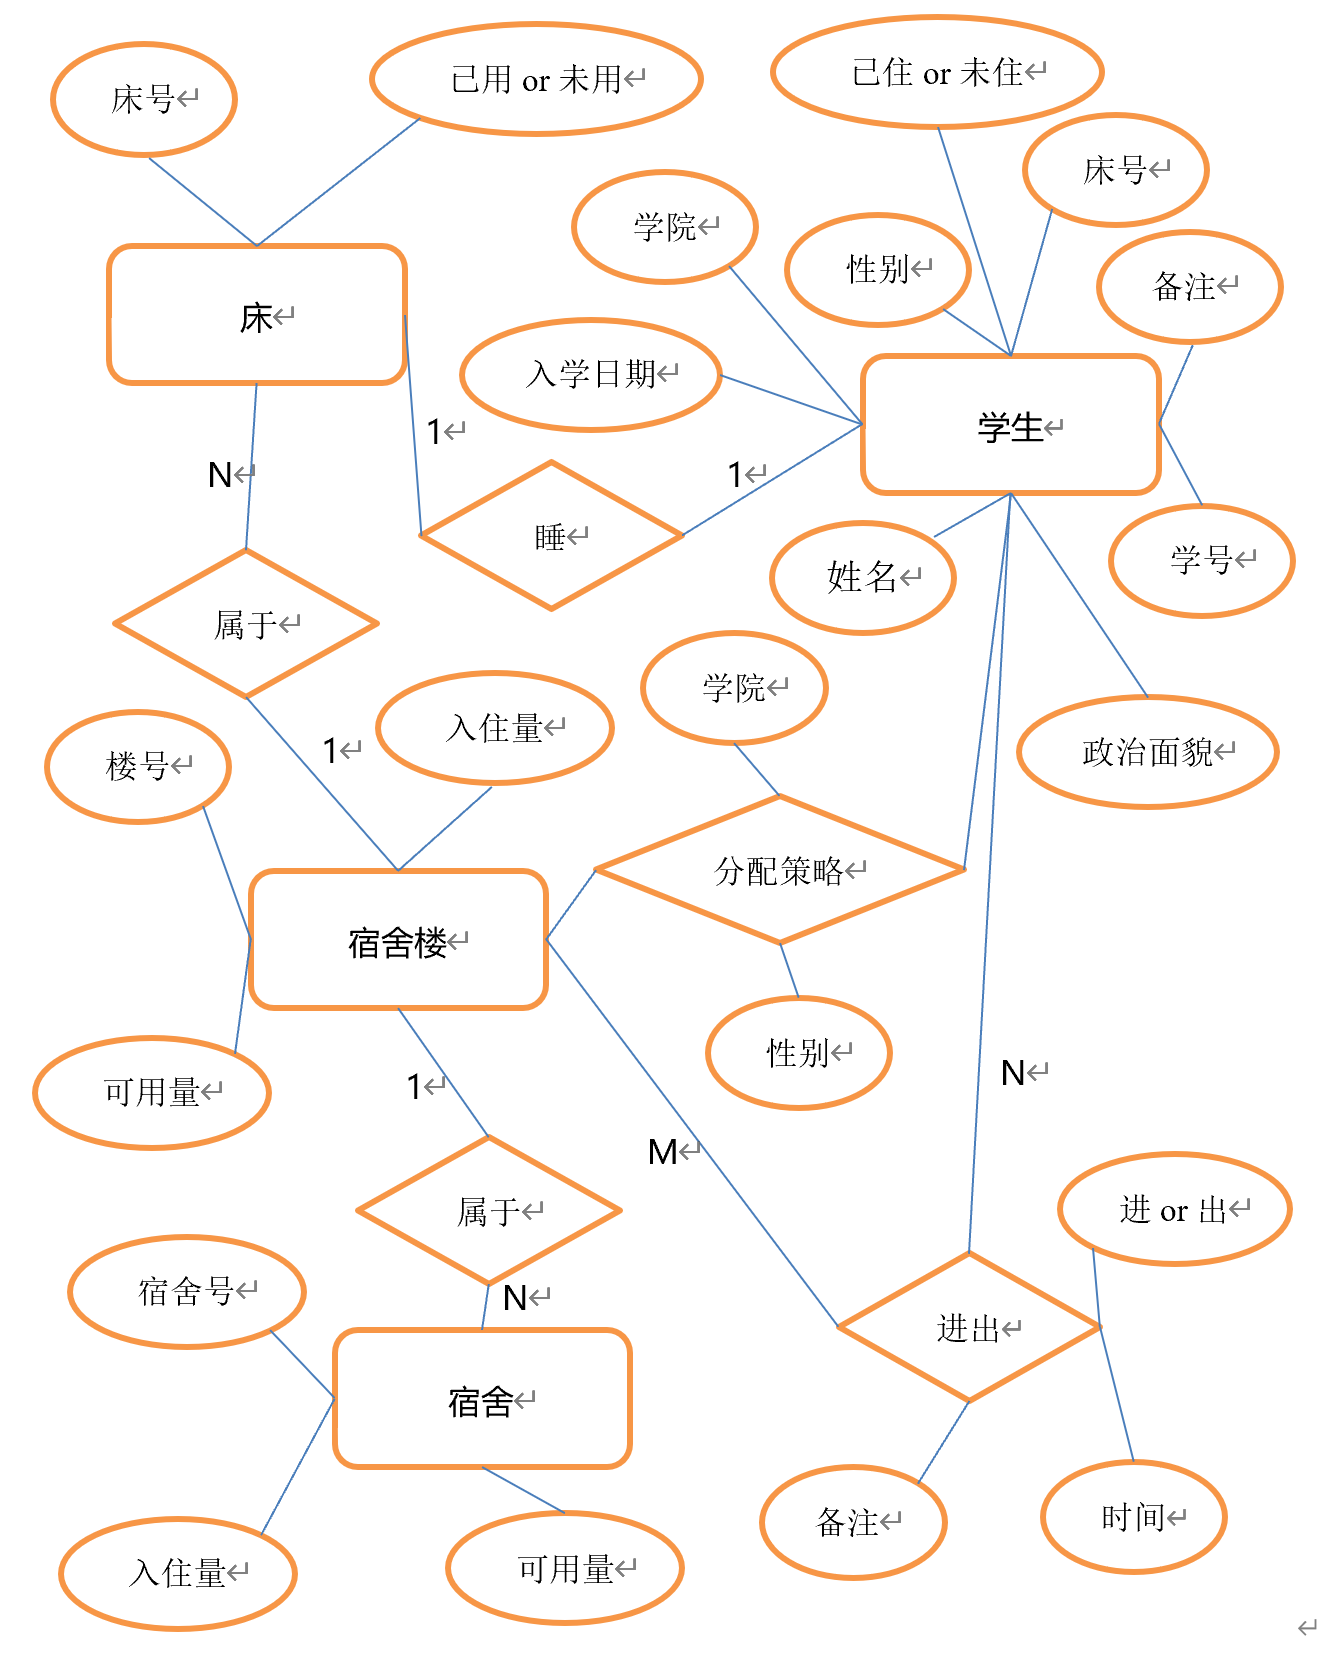 已住 or 未住
已用 or 未用
床号
床号
学院
性别
备注
床
入学日期
学生
1
1
N
睡
学号
姓名
属于
学院
入住量
1
政治面貌
楼号
分配策略
宿舍楼
性别
N
可用量
1
M
属于
进 or 出
宿舍号
N
进出
宿舍
备注
时间
入住量
可用量